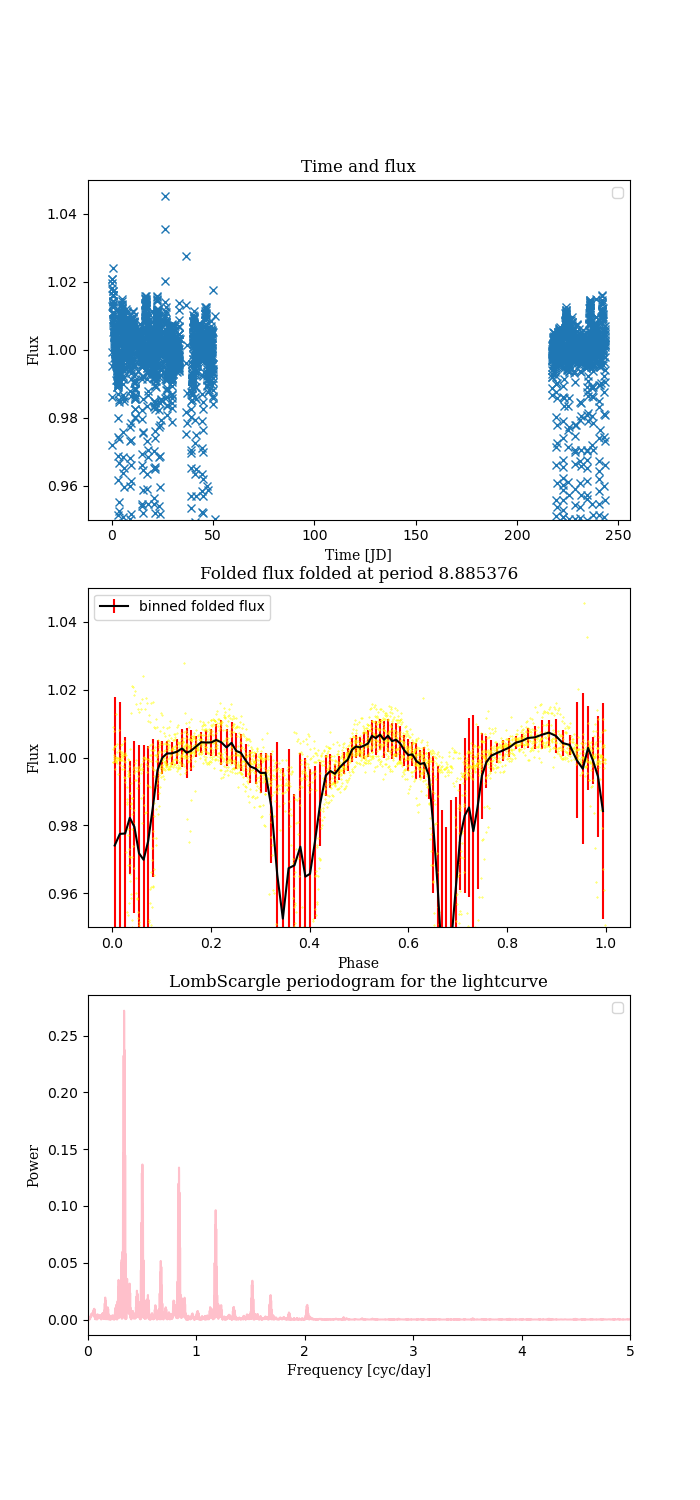 Time and flux
1.04
1.02
1.00
0.98
0.96
Flux
0 50 100 150 200 250
Time [JD]
Folded flux folded at period 8.885376
binned folded flux
1.04
1.02
1.00
0.98
0.96
Flux
0.0 0.2 0.4 0.6 0.8 1.0
Phase
LombScargle periodogram for the lightcurve
0.25
0.20
0.15
0.10
0.05
0.00
Power
0 1 2 3 4 5
Frequency [cyc/day]